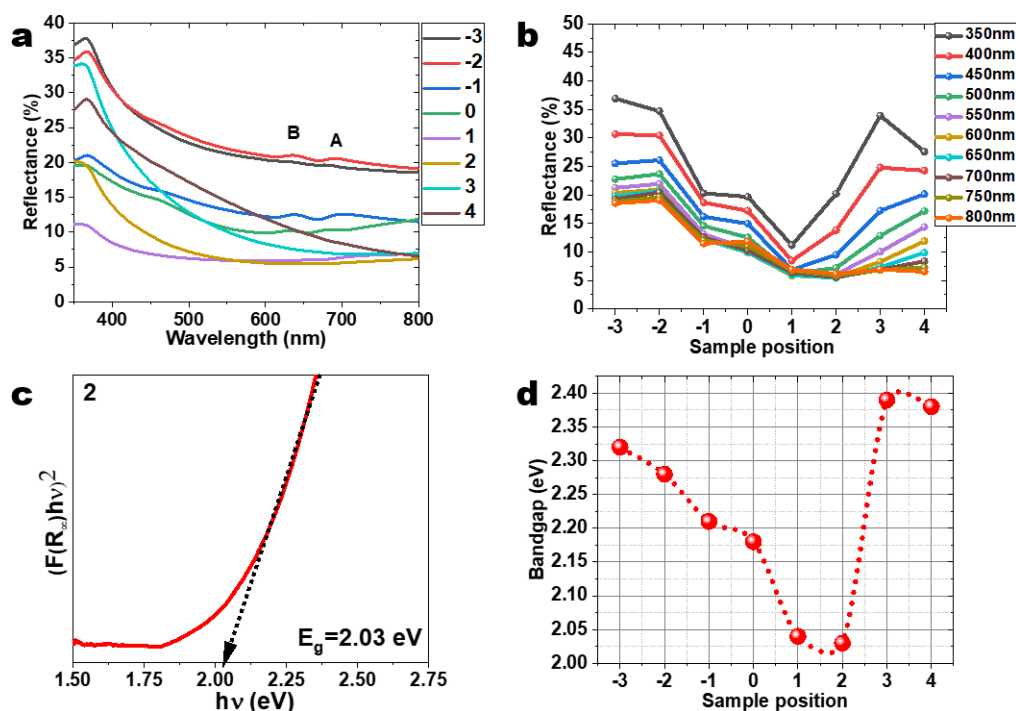 a
40
35
30
25
20
15
10
5
0
Reflectance (%)
400
500
600
700
800
Wavelength (nm)
B
A
-3
-2
-1
0
1
2
3
4
b
50
45
40
35
30
25
20
15
10
5
0
Reflectance (%)
-3
-2
-1
0
1
2
3
4
Sample position
350nm
400nm
450nm
500nm
550nm
600nm
650nm
700nm
750nm
800nm
c
2
(F(R∞)hν)²
E_g=2.03 eV
1.50
1.75
2.00
2.25
2.50
2.75
hν (eV)
d
2.40
2.35
2.30
2.25
2.20
2.15
2.10
2.05
2.00
Bandgap (eV)
-3
-2
-1
0
1
2
3
4
Sample position